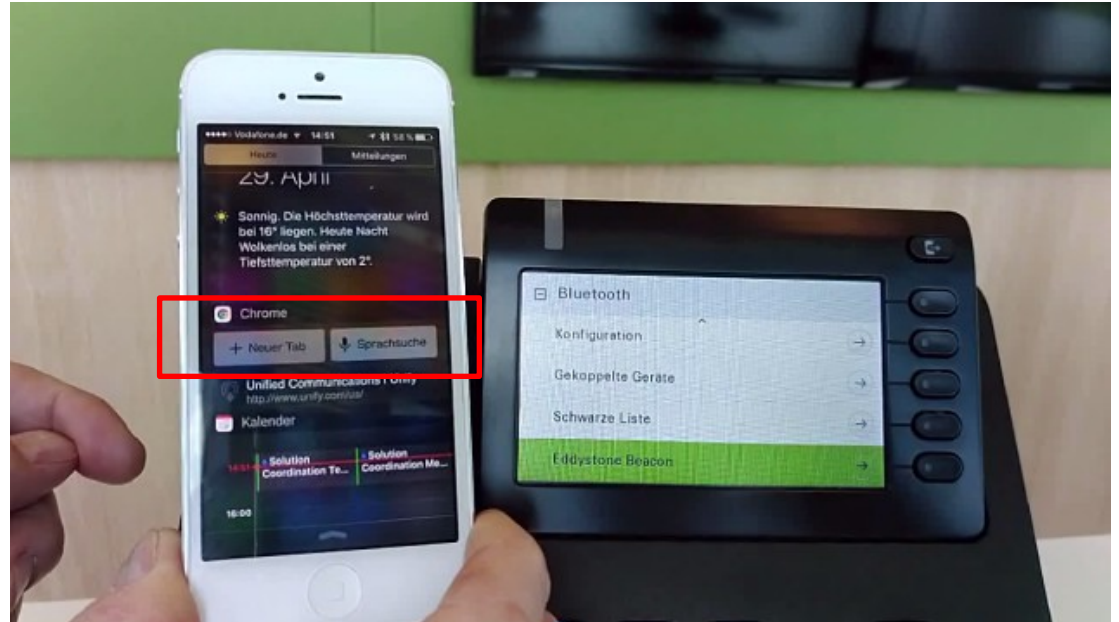 Vodafone.de 14:51 58 %
Heute Mitteilungen
29. April
Sonnig. Die Höchsttemperatur wird
bei 16° liegen. Heute Nacht
Wolkenlos bei einer
Tiefsttemperatur von 2°.
Chrome
+ Neuer Tab Sprachsuche
Unified Communications | Unify
http://www.unify.com/us/
Kalender
14:51 Solution Solution
Coordination Te... Coordination Me...
16:00
Bluetooth
Konfiguration
Gekoppelte Geräte
Schwarze Liste
Eddystone Beacon